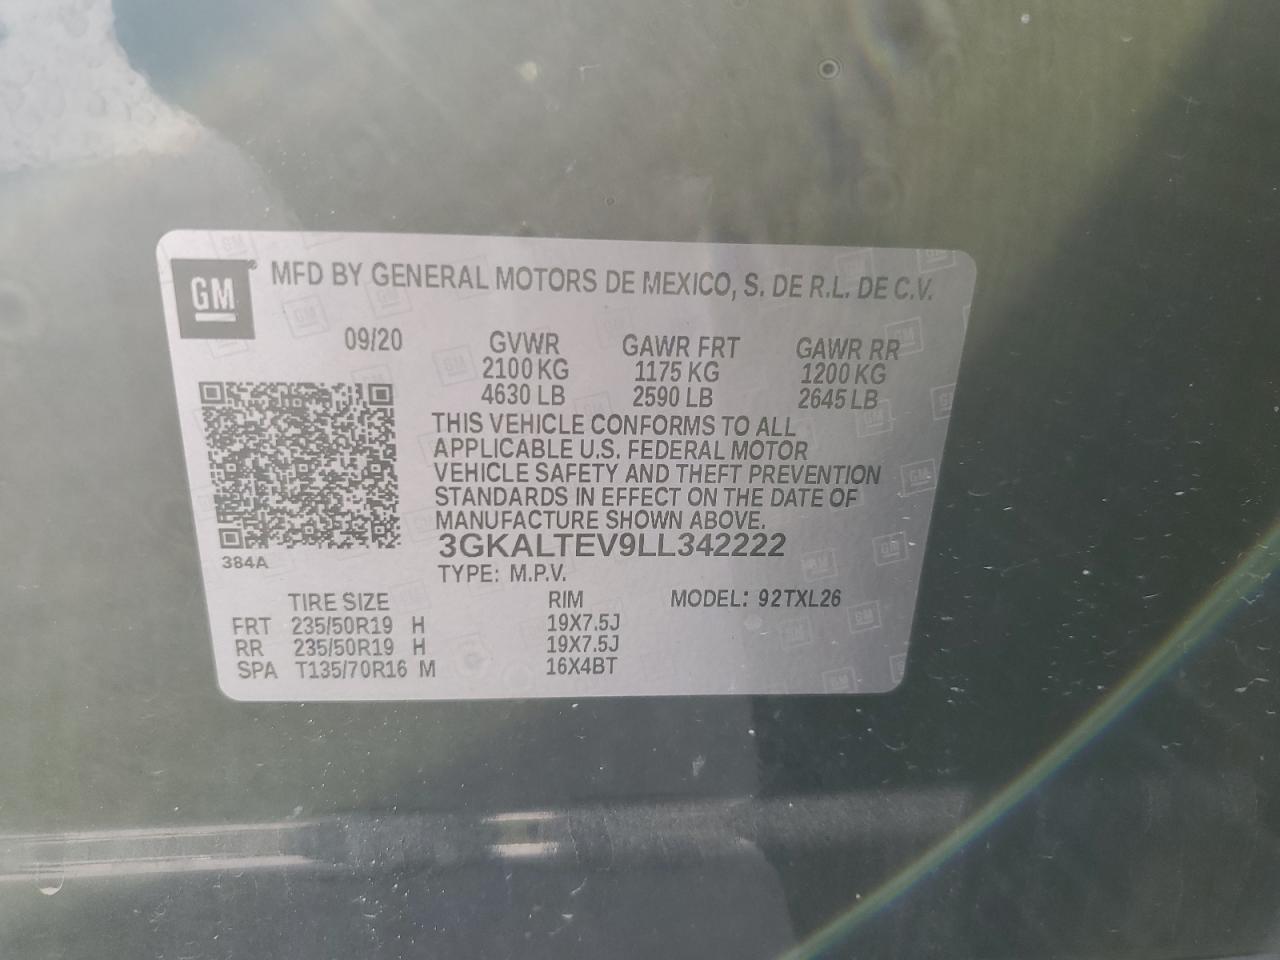 GM MFD BY GENERAL MOTORS DE MEXICO, S. DE R.L. DE C.V.
09/20 GVWR GAWR FRT GAWR RR
2100 KG 1175 KG 1200 KG
4630 LB 2590 LB 2645 LB
THIS VEHICLE CONFORMS TO ALL
APPLICABLE U.S. FEDERAL MOTOR
VEHICLE SAFETY AND THEFT PREVENTION
STANDARDS IN EFFECT ON THE DATE OF
MANUFACTURE SHOWN ABOVE.
3GKALTEV9LL342222
384A
TYPE: M.P.V.
TIRE SIZE RIM MODEL: 92TXL26
FRT 235/50R19 H 19X7.5J
RR 235/50R19 H 19X7.5J
SPA T135/70R16 M 16X4BT